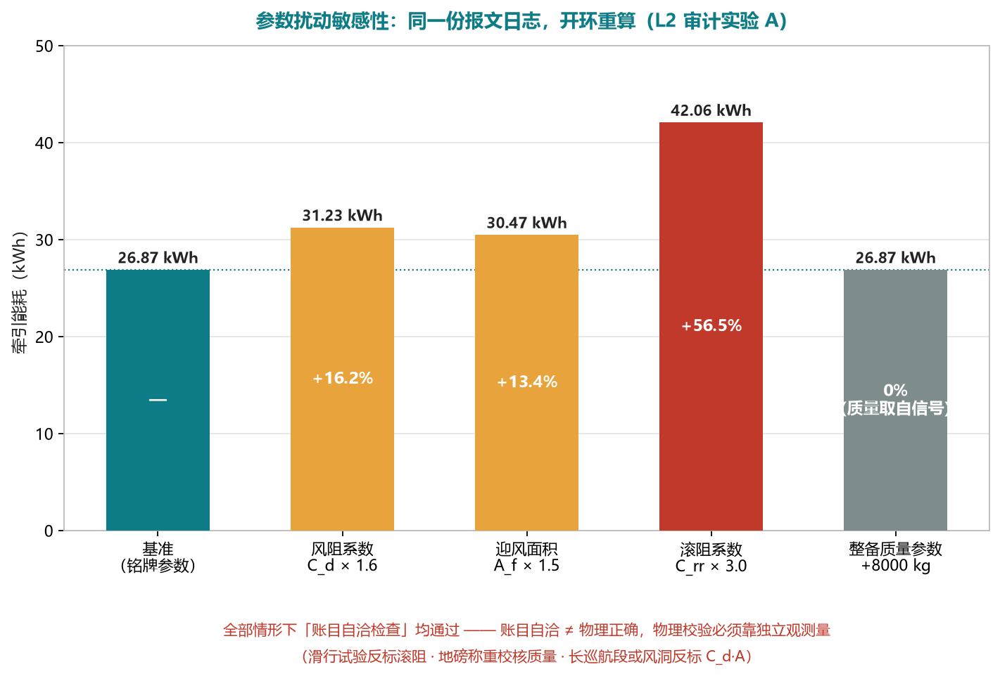 参数扰动敏感性：同一份报文日志，开环重算（L2 审计实验 A）
牵引能耗（kWh）
50
40
30
20
10
0
26.87 kWh
31.23 kWh
30.47 kWh
42.06 kWh
26.87 kWh
—
+16.2%
+13.4%
+56.5%
0%
（质量取自信号）
基准
（铭牌参数）
风阻系数
C_d × 1.6
迎风面积
A_f × 1.5
滚阻系数
C_rr × 3.0
整备质量参数
+8000 kg
全部情形下「账目自洽检查」均通过 —— 账目自洽 ≠ 物理正确，物理校验必须靠独立观测量
（滑行试验反标滚阻 · 地磅称重校核质量 · 长巡航段或风洞反标 C_d·A）